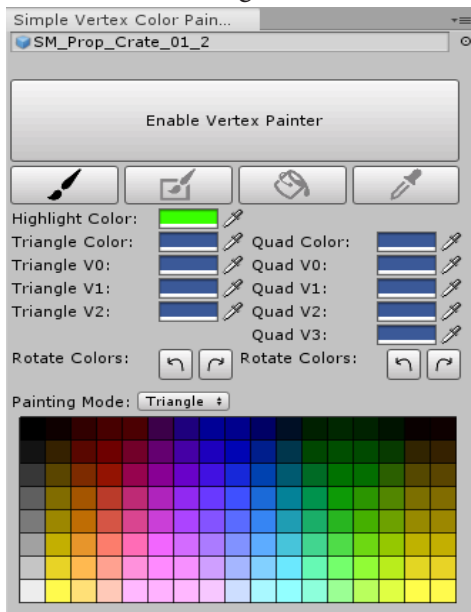 Simple Vertex Color Pain...
SM_Prop_Crate_01_2
Enable Vertex Painter
Highlight Color:
Triangle Color: Quad Color:
Triangle V0: Quad V0:
Triangle V1: Quad V1:
Triangle V2: Quad V2:
Quad V3:
Rotate Colors: Rotate Colors:
Painting Mode: Triangle